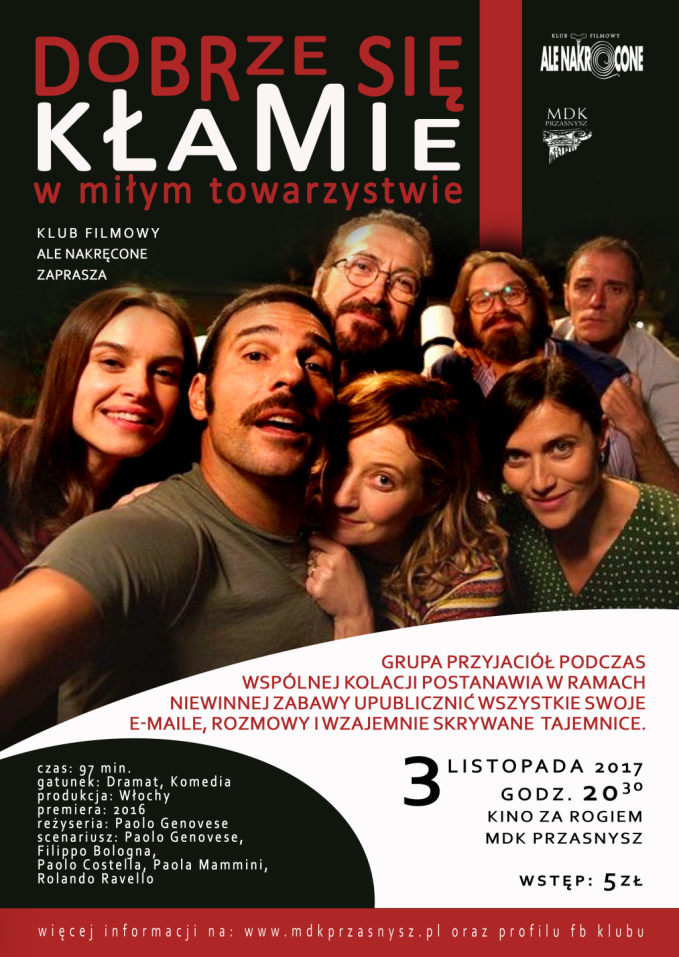 DOBRZE SIĘ
KŁAMIE
w miłym towarzystwie
KLUB FILMOWY
ALE NAKRĘCONE
ZAPRASZA
KLUB FILMOWY
ALE NAKRĘCONE
MDK
PRZASNYSZ
GRUPA PRZYJACIÓŁ PODCZAS
WSPÓLNEJ KOLACJI POSTANAWIA W RAMACH
NIEWINNEJ ZABAWY UPUBLICZNIĆ WSZYSTKIE SWOJE
E-MAILE, ROZMOWY I WZAJEMNIE SKRYWANE TAJEMNICE.
czas: 97 min.
gatunek: Dramat, Komedia
produkcja: Włochy
premiera: 2016
reżyseria: Paolo Genovese
scenariusz: Paolo Genovese,
Filippo Bologna,
Paolo Costella, Paola Mammini,
Rolando Ravello
3 LISTOPADA 2017
GODZ. 20³⁰
KINO ZA ROGIEM
MDK PRZASNYSZ
WSTĘP: 5ZŁ
więcej informacji na: www.mdkprzasnysz.pl oraz profilu fb klubu